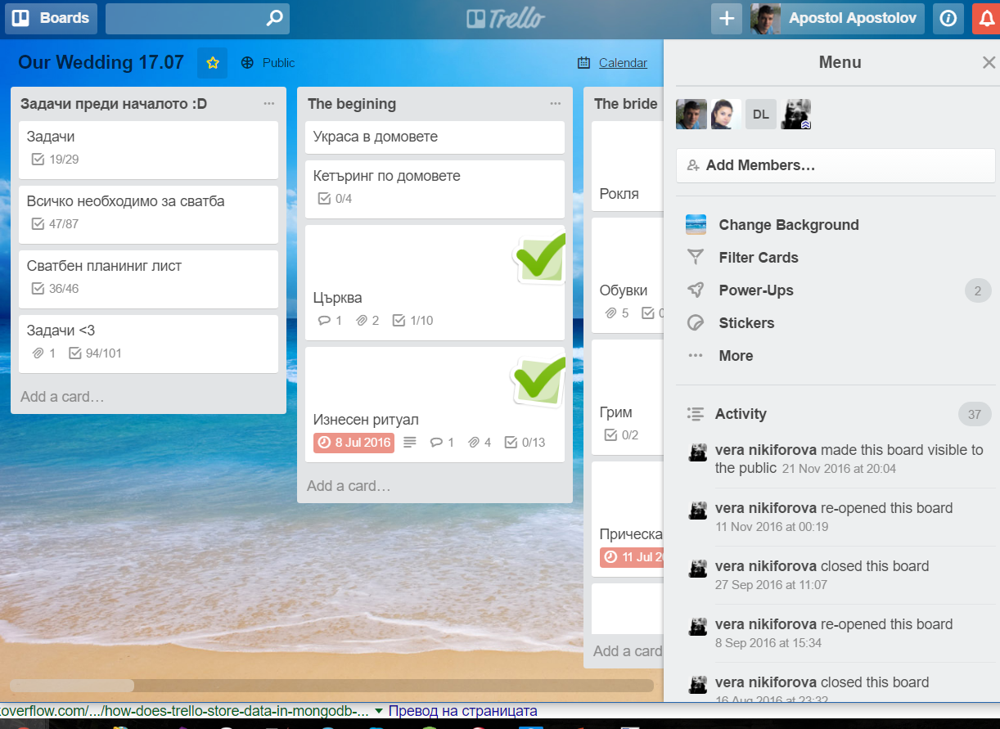 Boards
Trello
Apostol Apostolov
Our Wedding 17.07
Public
Calendar
Задачи преди началото :D
Задачи
19/29
Всичко необходимо за сватба
47/87
Сватбен планиниг лист
36/46
Задачи <3
1 94/101
Add a card…
The begining
Украса в домовете
Кетъринг по домовете
0/4
Църква
1 2 1/10
Изнесен ритуал
8 Jul 2016 1 4 0/13
Add a card…
The bride
Рокля
Обувки
5 0
Грим
0/2
Прическа
11 Jul 20
Add a card
Menu
DL
Add Members…
Change Background
Filter Cards
Power-Ups 2
Stickers
More
Activity 37
vera nikiforova made this board visible to
the public 21 Nov 2016 at 20:04
vera nikiforova re-opened this board
11 Nov 2016 at 00:19
vera nikiforova closed this board
27 Sep 2016 at 11:07
vera nikiforova re-opened this board
8 Sep 2016 at 15:34
vera nikiforova closed this board
16 Aug 2016 at 23:32
overflow.com/.../how-does-trello-store-data-in-mongodb-... Превод на страницата